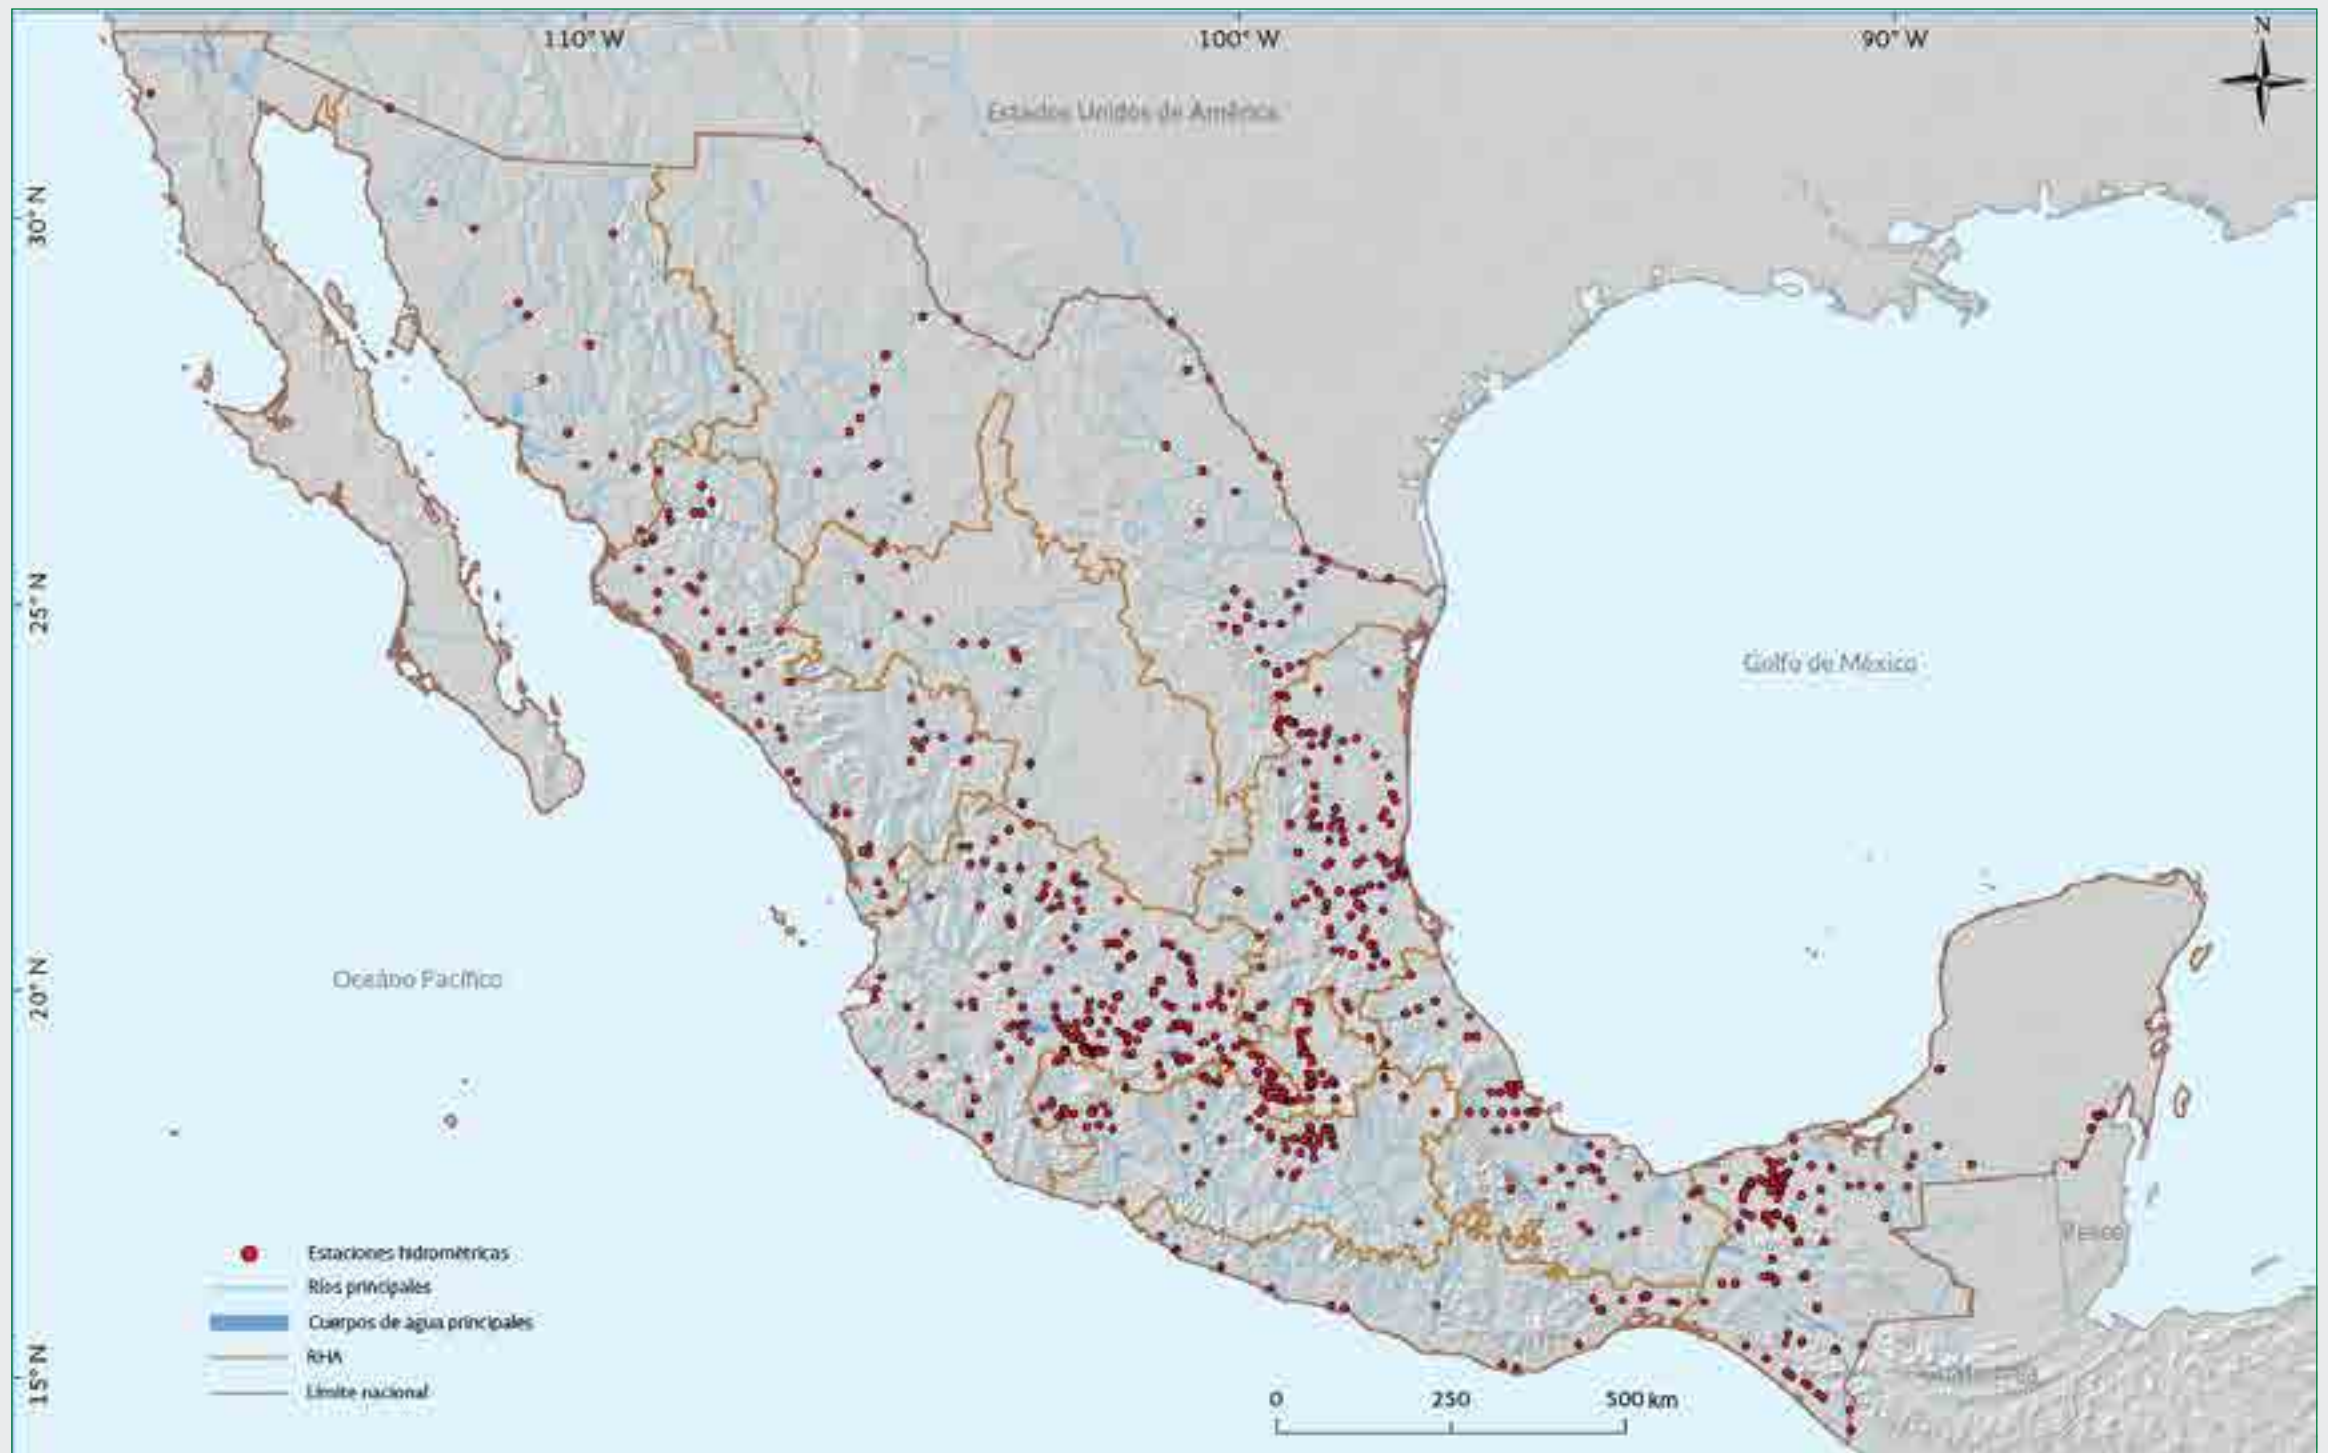 110° W
100° W
90° W
N
Estados Unidos de América
30° N
25° N
Golfo de México
20° N
Océano Pacífico
Estaciones hidrométricas
Ríos principales
Cuerpos de agua principales
RHA
Límite nacional
15° N
0
250
500 km